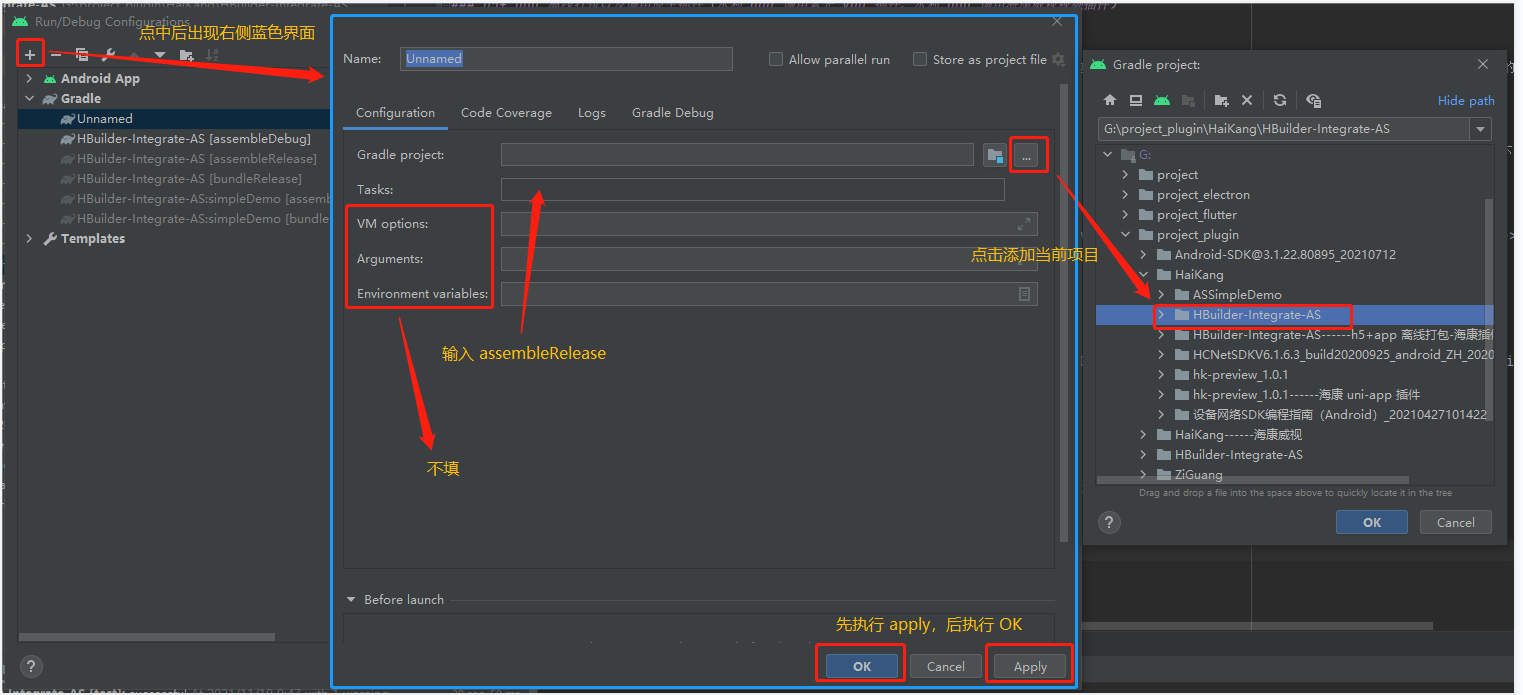 Run/Debug Configurations
点中后出现右侧蓝色界面
Android App
Gradle
Unnamed
HBuilder-Integrate-AS [assembleDebug]
HBuilder-Integrate-AS [assembleRelease]
HBuilder-Integrate-AS [bundleRelease]
HBuilder-Integrate-AS:simpleDemo [assemb
HBuilder-Integrate-AS:simpleDemo [bundle
Templates
?
Name:
Unnamed
Allow parallel run
Store as project file
Configuration
Code Coverage
Logs
Gradle Debug
Gradle project:
...
Tasks:
VM options:
Arguments:
Environment variables:
点击添加当前项目
输入 assembleRelease
不填
Before launch
先执行 apply，后执行 OK
OK
Cancel
Apply
Gradle project:
Hide path
G:\project_plugin\HaiKang\HBuilder-Integrate-AS
G:
project
project_electron
project_flutter
project_plugin
Android-SDK@3.1.22.80895_20210712
HaiKang
ASSimpleDemo
HBuilder-Integrate-AS
HBuilder-Integrate-AS------h5+app 离线打包-海康插件
HCNetSDKV6.1.6.3_build20200925_android_ZH_2020
hk-preview_1.0.1
hk-preview_1.0.1------海康 uni-app 插件
设备网络SDK编程指南（Android）_20210427101422
HaiKang------海康威视
HBuilder-Integrate-AS
ZiGuang
Drag and drop a file into the space above to quickly locate it in the tree
?
OK
Cancel